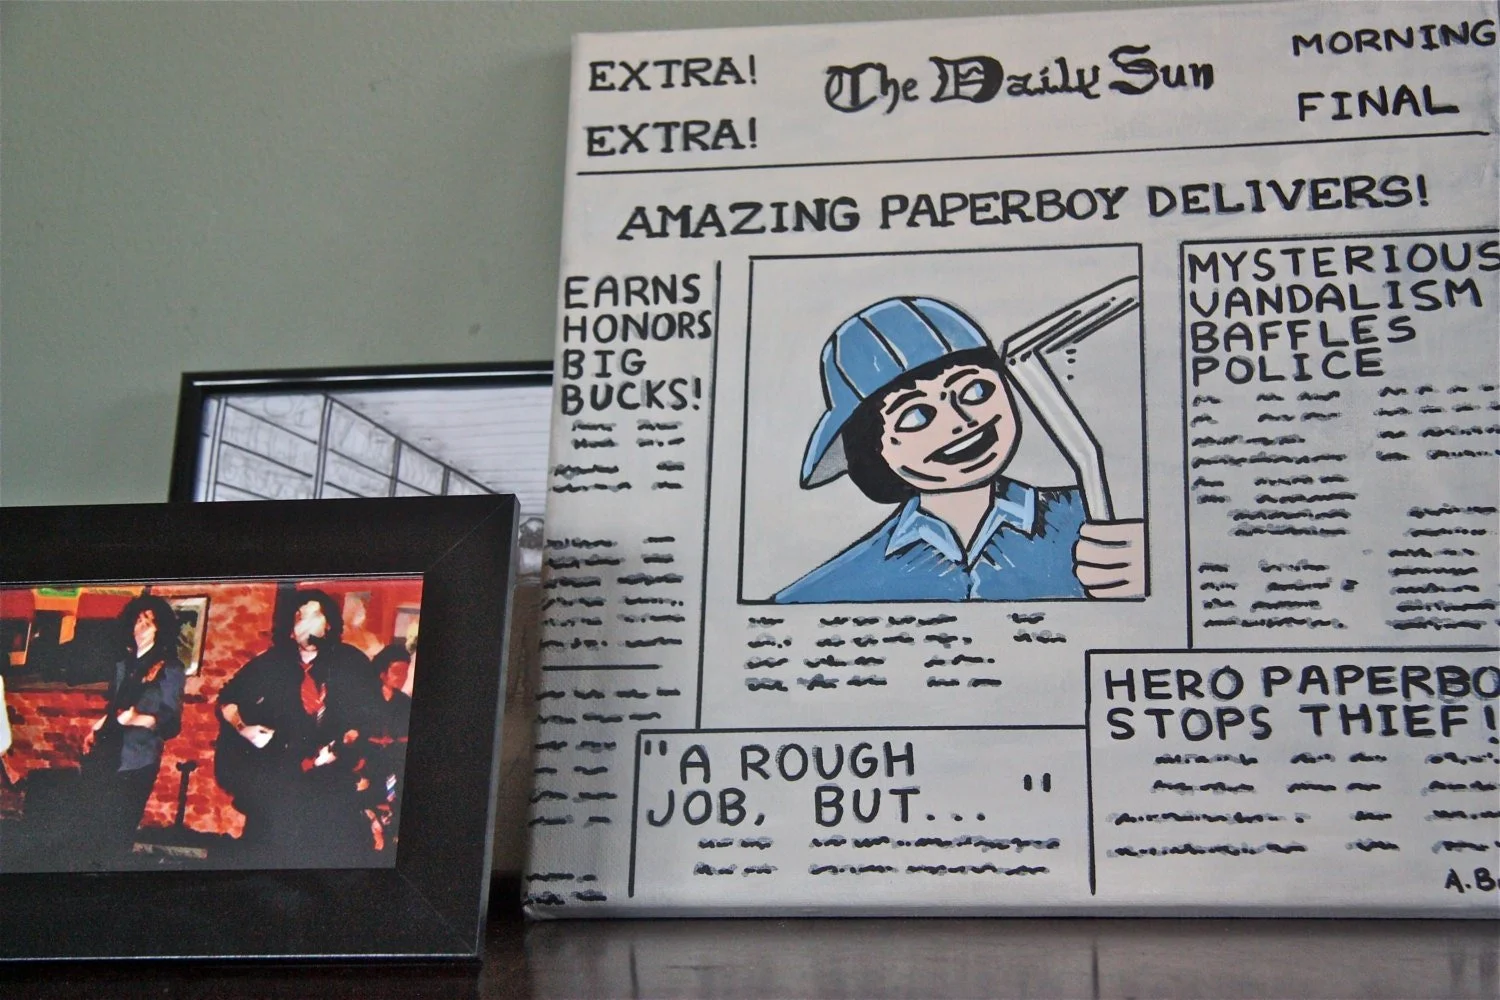 EXTRA!
EXTRA!
The Daily Sun
MORNING
FINAL
AMAZING PAPERBOY DELIVERS!
EARNS
HONORS
BIG
BUCKS!
MYSTERIOUS
VANDALISM
BAFFLES
POLICE
"A ROUGH
JOB, BUT... "
HERO PAPERBO
STOPS THIEF!
A.B